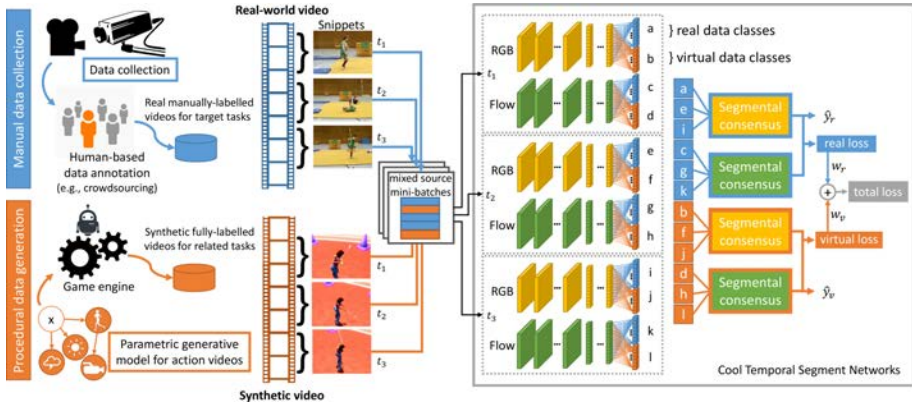 Manual data collection
Data collection
Real manually-labelled
videos for target tasks
Human-based
data annotation
(e.g., crowdsourcing)
Procedural data generation
Synthetic fully-labelled
videos for related tasks
Game engine
x
Parametric generative
model for action videos
Real-world video
Snippets
t1
t2
t3
mixed source
mini-batches
t1
t2
t3
Synthetic video
t1
RGB
Flow
a
b
c
d
} real data classes
} virtual data classes
t2
RGB
Flow
e
f
g
h
t3
RGB
Flow
i
j
k
l
a
e
i
c
g
k
b
f
j
d
h
l
Segmental
consensus
Segmental
consensus
Segmental
consensus
Segmental
consensus
ŷr
real loss
wr
+
total loss
wv
virtual loss
ŷv
Cool Temporal Segment Networks